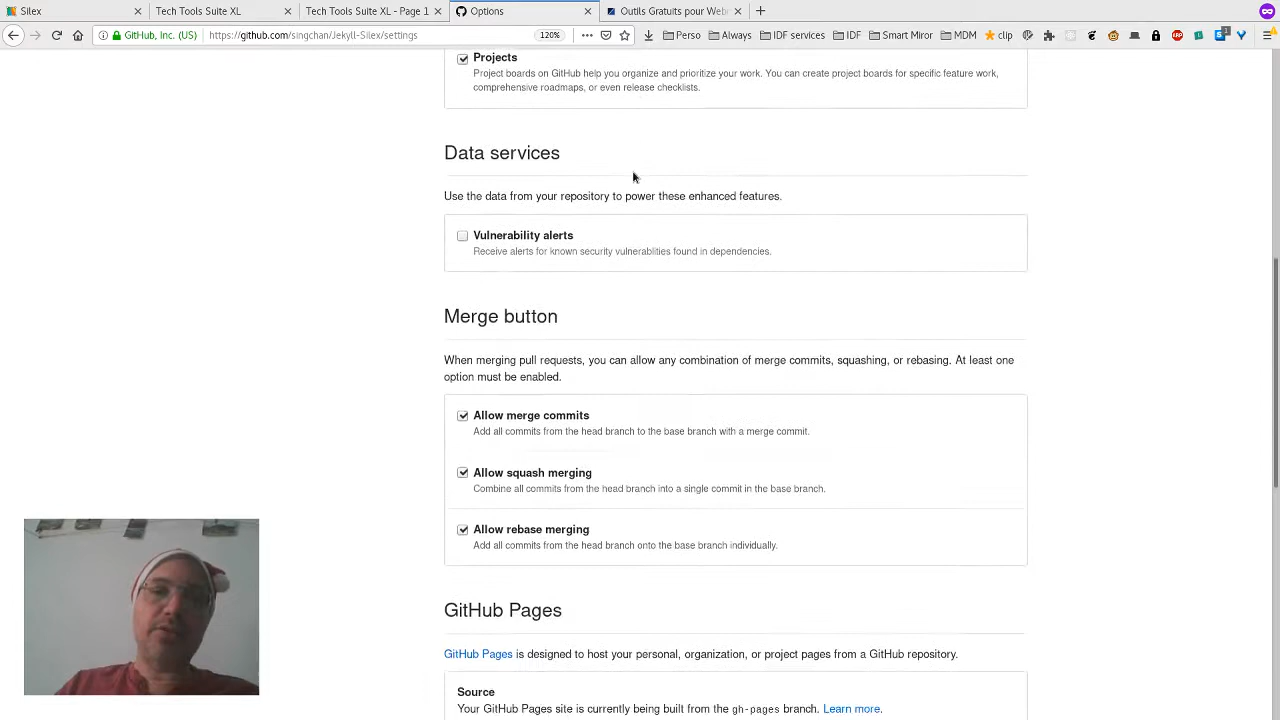 Silex
Tech Tools Suite XL
Tech Tools Suite XL - Page 1
Options
Outils Gratuits pour Web
GitHub, Inc. (US)
https://github.com/singchan/Jekyll-Silex/settings
120%
Perso
Always
IDF services
IDF
Smart Miror
MDM
clip
Projects
Project boards on GitHub help you organize and prioritize your work. You can create project boards for specific feature work,
comprehensive roadmaps, or even release checklists.
Data services
Use the data from your repository to power these enhanced features.
Vulnerability alerts
Receive alerts for known security vulnerablities found in dependencies.
Merge button
When merging pull requests, you can allow any combination of merge commits, squashing, or rebasing. At least one
option must be enabled.
Allow merge commits
Add all commits from the head branch to the base branch with a merge commit.
Allow squash merging
Combine all commits from the head branch into a single commit in the base branch.
Allow rebase merging
Add all commits from the head branch onto the base branch individually.
GitHub Pages
GitHub Pages is designed to host your personal, organization, or project pages from a GitHub repository.
Source
Your GitHub Pages site is currently being built from the gh-pages branch. Learn more.